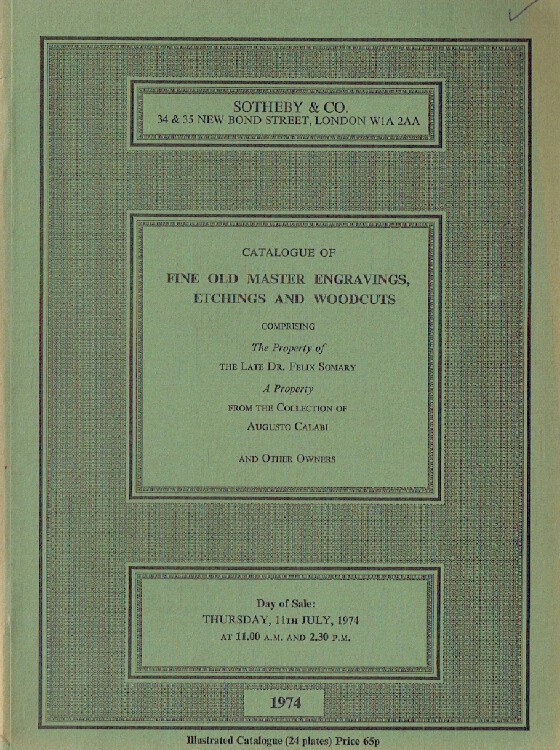 SOTHEBY & CO.
34 & 35 NEW BOND STREET, LONDON W1A 2AA
CATALOGUE OF
FINE OLD MASTER ENGRAVINGS,
ETCHINGS AND WOODCUTS
COMPRISING
The Property of
THE LATE DR. FELIX SOMARY
A Property
FROM THE COLLECTION OF
AUGUSTO CALABI
AND OTHER OWNERS
Day of Sale:
THURSDAY, 11TH JULY, 1974
AT 11.00 A.M. AND 2.30 P.M.
1974
Illustrated Catalogue (24 plates) Price 65p